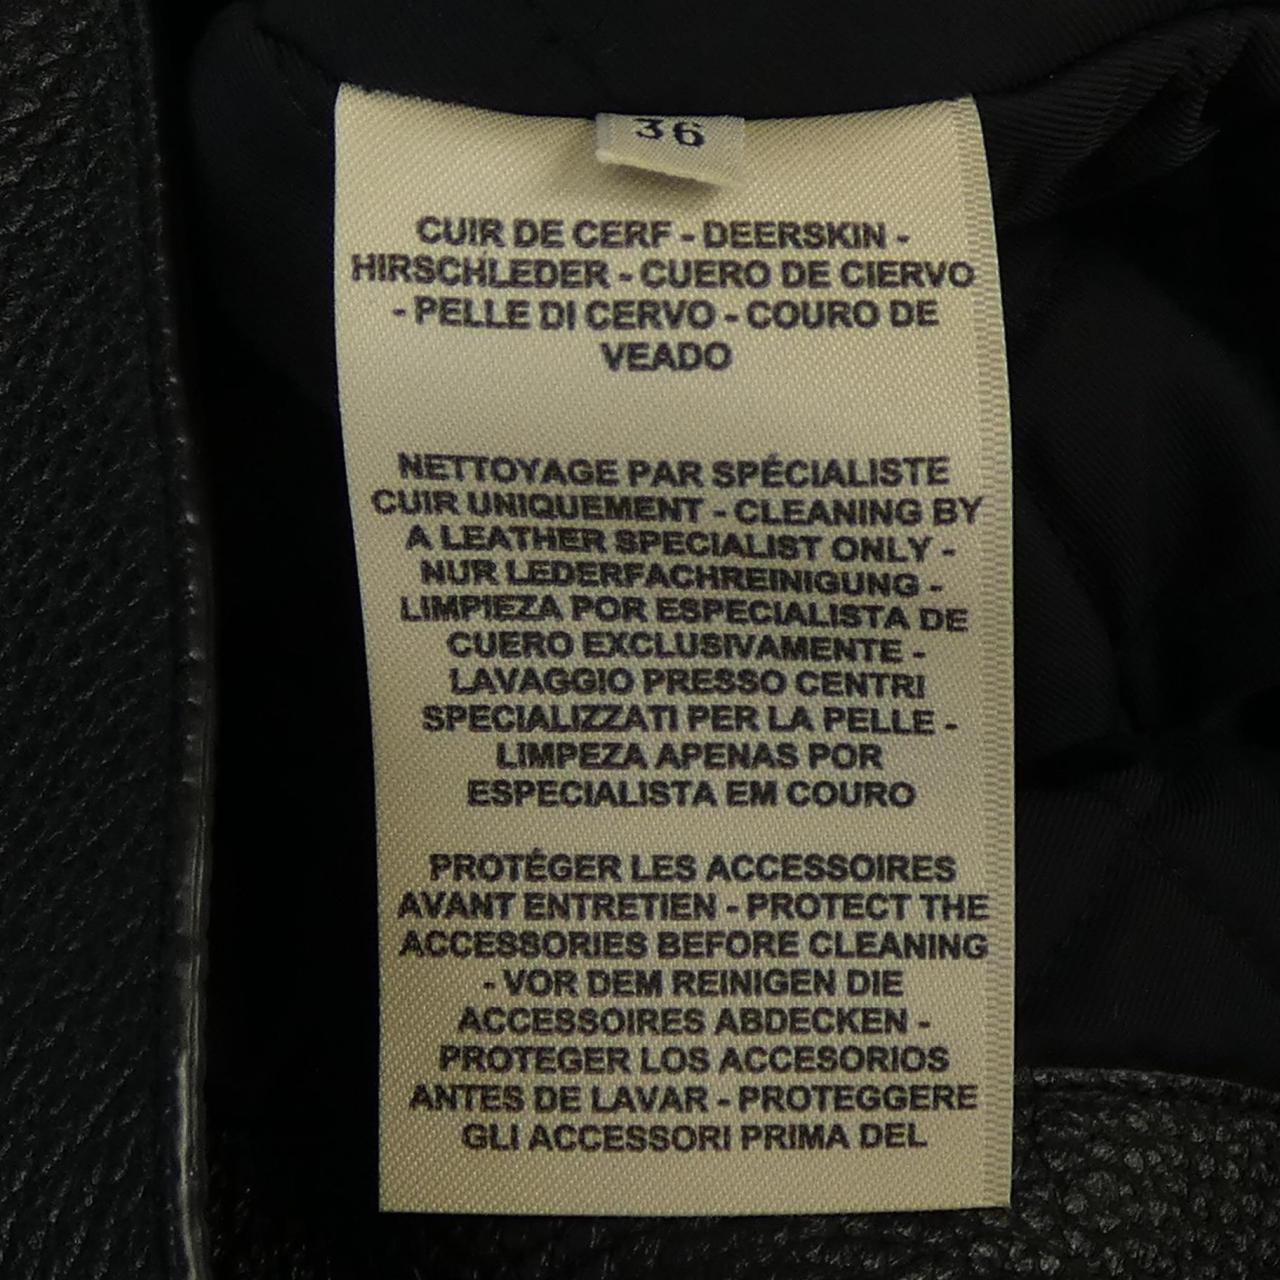 36
CUIR DE CERF - DEERSKIN -
HIRSCHLEDER - CUERO DE CIERVO
- PELLE DI CERVO - COURO DE
VEADO
NETTOYAGE PAR SPÉCIALISTE
CUIR UNIQUEMENT - CLEANING BY
A LEATHER SPECIALIST ONLY -
NUR LEDERFACHREINIGUNG -
LIMPIEZA POR ESPECIALISTA DE
CUERO EXCLUSIVAMENTE -
LAVAGGIO PRESSO CENTRI
SPECIALIZZATI PER LA PELLE -
LIMPEZA APENAS POR
ESPECIALISTA EM COURO
PROTÉGER LES ACCESSOIRES
AVANT ENTRETIEN - PROTECT THE
ACCESSORIES BEFORE CLEANING
- VOR DEM REINIGEN DIE
ACCESSOIRES ABDECKEN -
PROTEGER LOS ACCESORIOS
ANTES DE LAVAR - PROTEGGERE
GLI ACCESSORI PRIMA DEL